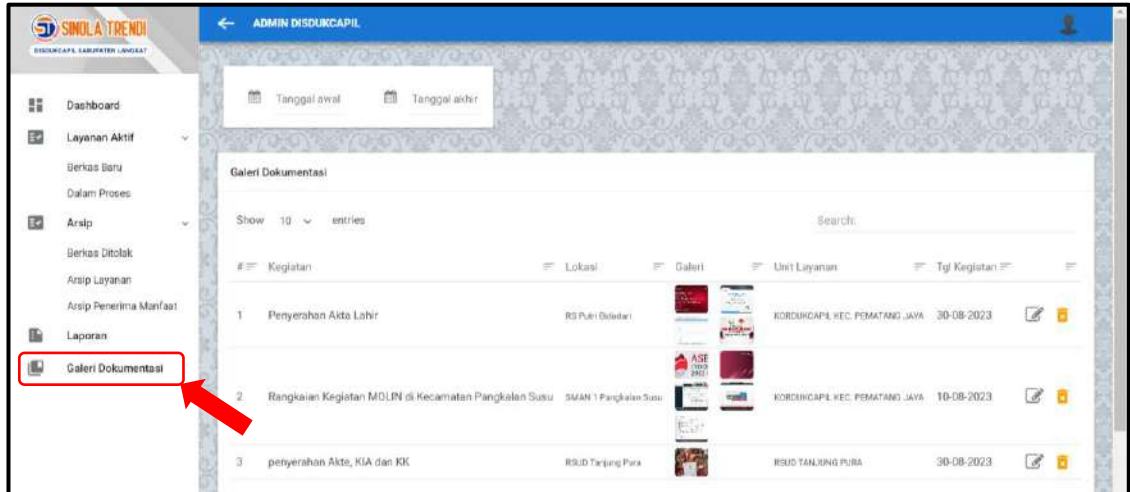 SINOLA TRENDI
DISDUKCAPIL KABUPATEN LANGKAT
ADMIN DISDUKCAPIL
Dashboard
Layanan Aktif
Berkas Baru
Dalam Proses
Arsip
Berkas Ditolak
Arsip Layanan
Arsip Penerima Manfaat
Laporan
Galeri Dokumentasi
Tanggal awal
Tanggal akhir
Galeri Dokumentasi
Show 10 entries
Search:
# Kegiatan Lokasi Galeri Unit Layanan Tgl Kegiatan
1 Penyerahan Akta Lahir RS Putri Bidadari KORDUKCAPIL KEC. PEMATANG JAYA 30-08-2023
2 Rangkaian Kegiatan MOLIN di Kecamatan Pangkalan Susu SMAN 1 Pangkalan Susu KORDUKCAPIL KEC. PEMATANG JAYA 10-08-2023
3 penyerahan Akte, KIA dan KK RSUD Tanjung Pura RSUD TANJUNG PURA 30-08-2023